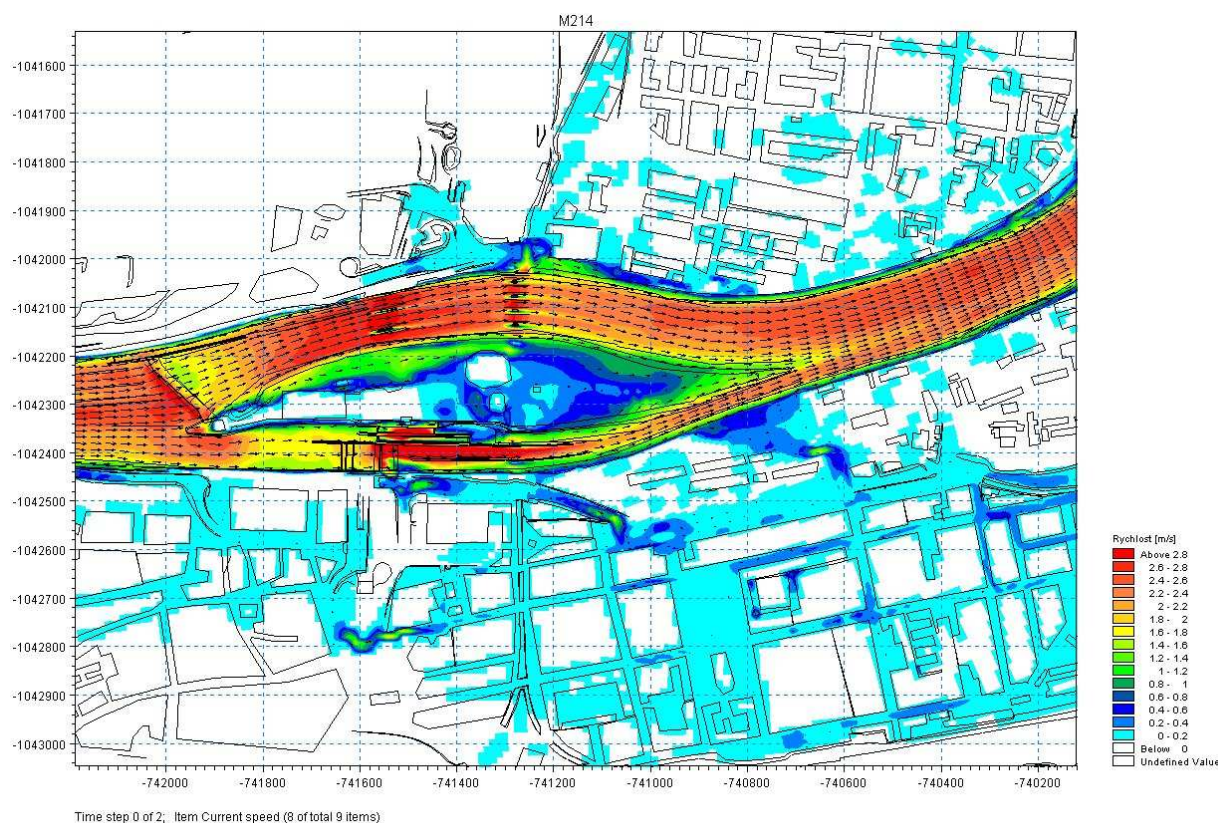 M214
-1041600
-1041700
-1041800
-1041900
-1042000
-1042100
-1042200
-1042300
-1042400
-1042500
-1042600
-1042700
-1042800
-1042900
-1043000
-742000 -741800 -741600 -741400 -741200 -741000 -740800 -740600 -740400 -740200
Rychlost [m/s]
Above 2.8
2.6 - 2.8
2.4 - 2.6
2.2 - 2.4
2 - 2.2
1.8 - 2
1.6 - 1.8
1.4 - 1.6
1.2 - 1.4
1 - 1.2
0.8 - 1
0.6 - 0.8
0.4 - 0.6
0.2 - 0.4
0 - 0.2
Below 0
Undefined Value
Time step 0 of 2; Item Current speed (8 of total 9 items)